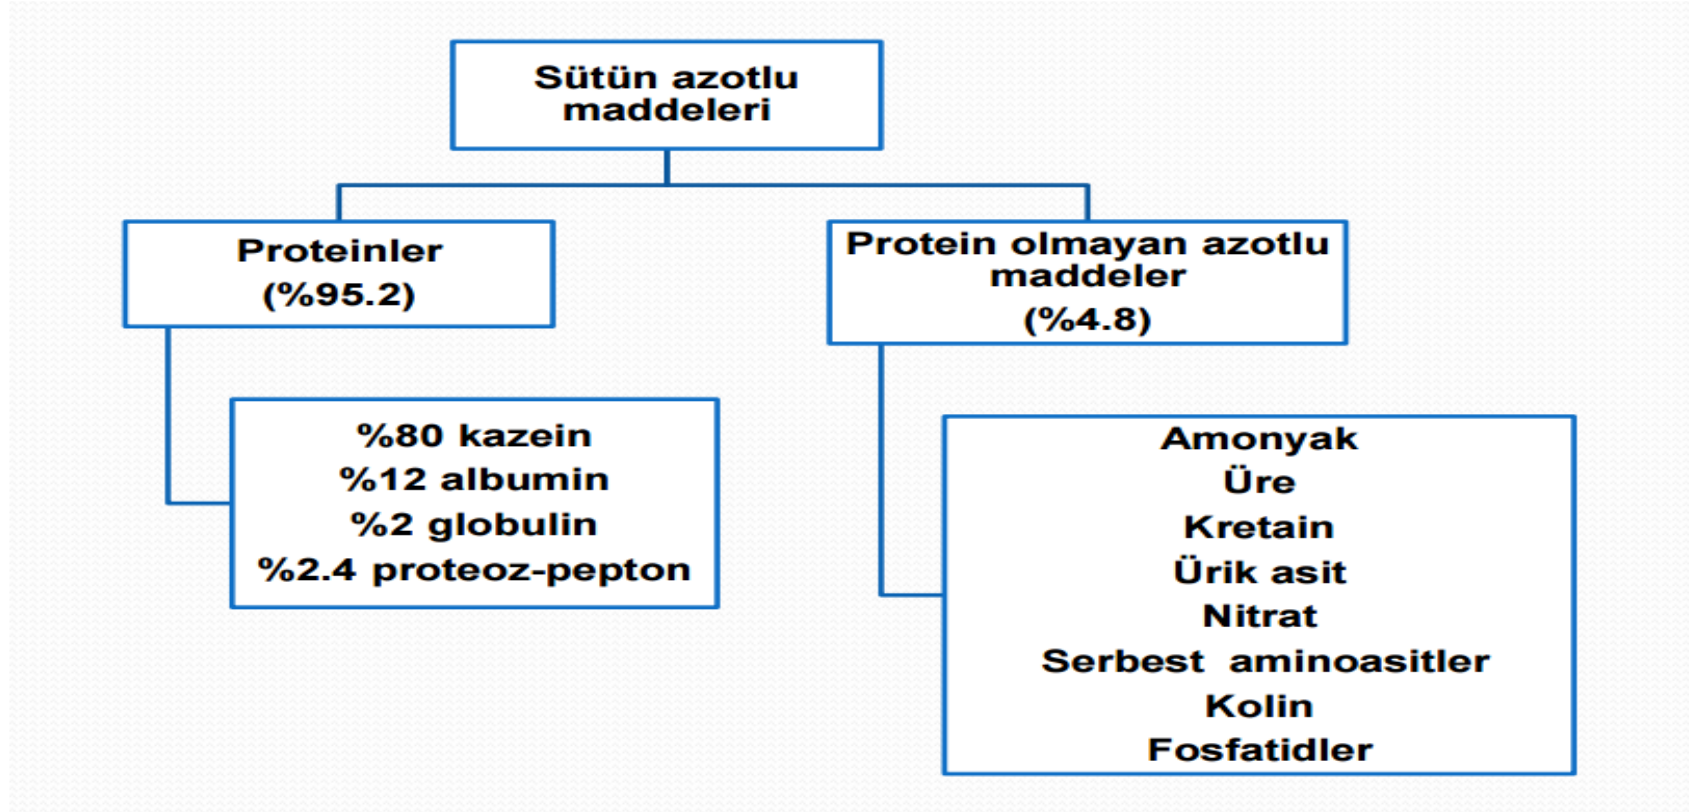 Sütün azotlu
maddeleri
Proteinler
(%95.2)
%80 kazein
%12 albumin
%2 globulin
%2.4 proteoz-pepton
Protein olmayan azotlu
maddeler
(%4.8)
Amonyak
Üre
Kretain
Ürik asit
Nitrat
Serbest aminoasitler
Kolin
Fosfatidler